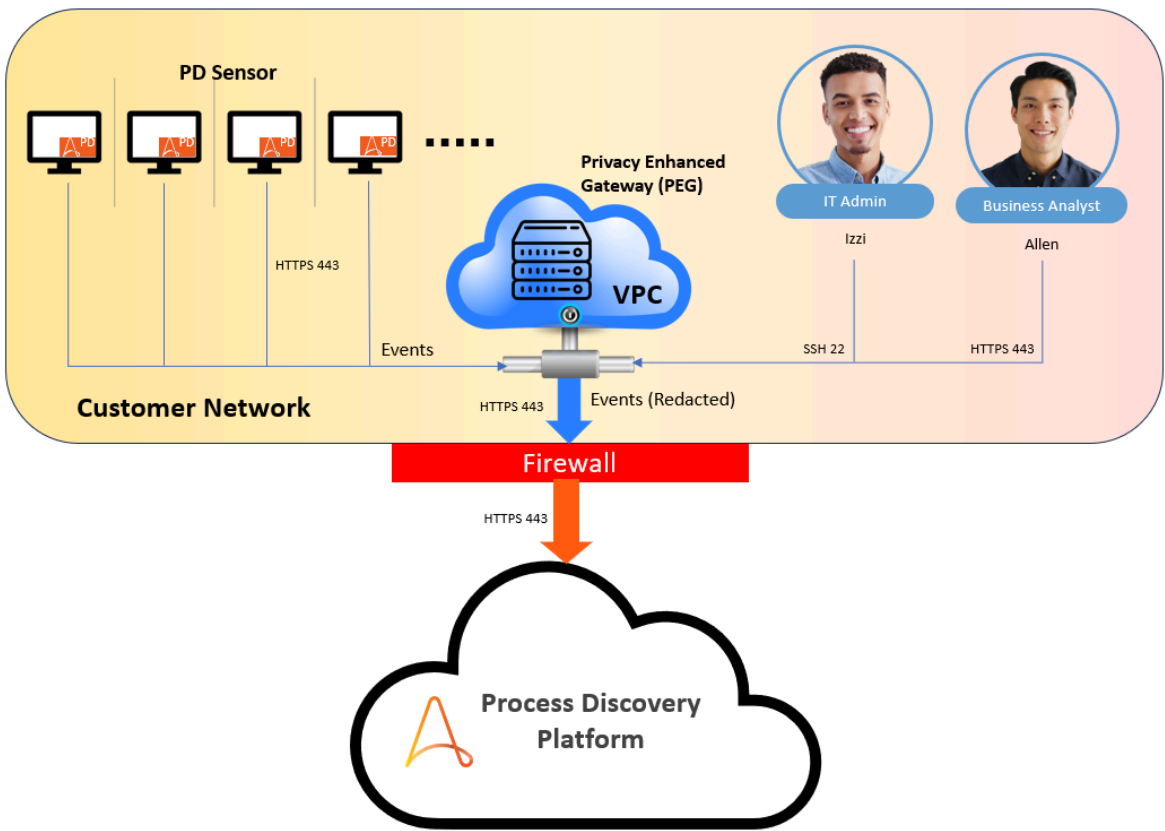 PD Sensor
PD
PD
PD
PD
Privacy Enhanced
Gateway (PEG)
VPC
IT Admin
Izzi
Business Analyst
Allen
HTTPS 443
Events
SSH 22
HTTPS 443
Customer Network
HTTPS 443
Events (Redacted)
Firewall
HTTPS 443
Process Discovery
Platform